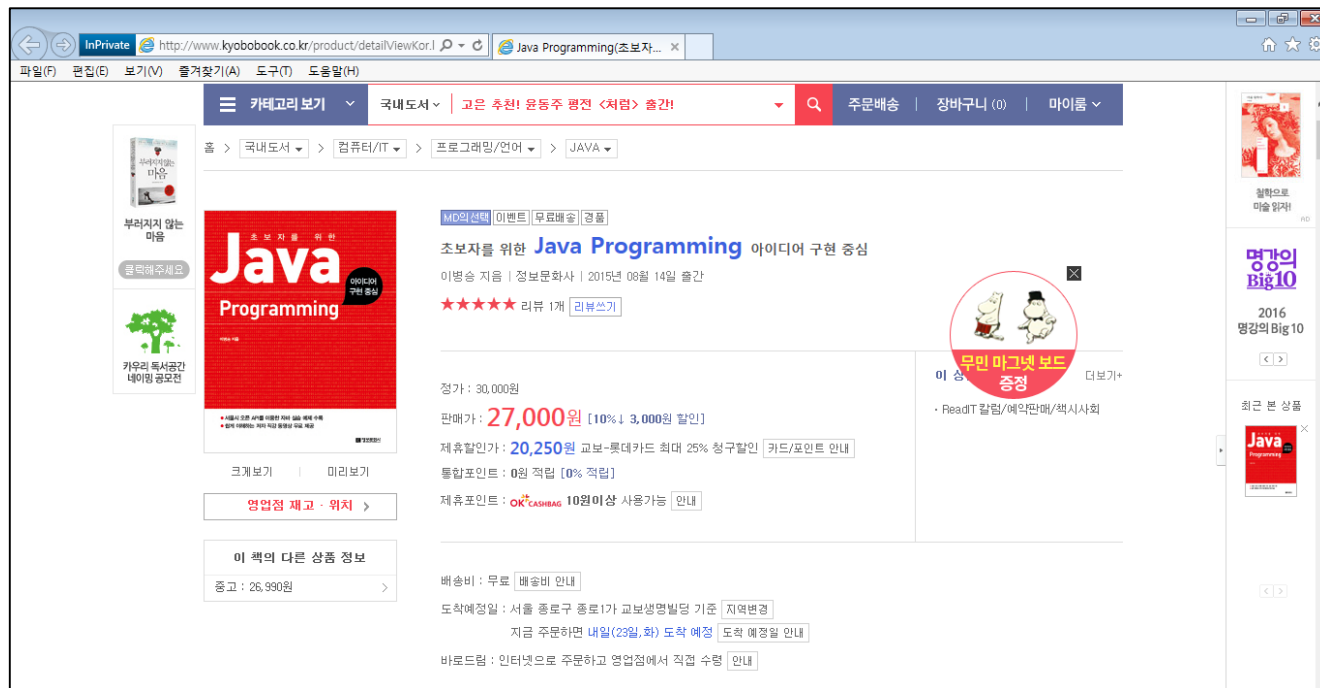 InPrivate http://www.kyobobook.co.kr/product/detailViewKor.l Java Programming(초보자...
파일(F) 편집(E) 보기(V) 즐겨찾기(A) 도구(T) 도움말(H)
카테고리 보기 국내도서 고은 추천! 윤동주 평전 <처럼> 출간! 주문배송 장바구니 (0) 마이룸
홈 > 국내도서 > 컴퓨터/IT > 프로그래밍/언어 > JAVA
부러지지않는
마음
부러지지 않는
마음
클릭해주세요
카우리 독서공간
네이밍 공모전
초보자를 위한
Java
Programming
아이디어
구현 중심
이병승 지음
정보문화사
크게보기 미리보기
영업점 재고 · 위치 >
이 책의 다른 상품 정보
중고 : 26,990원
MD의선택 이벤트 무료배송 경품
초보자를 위한 Java Programming 아이디어 구현 중심
이병승 지음 | 정보문화사 | 2015년 08월 14일 출간
★★★★★ 리뷰 1개 리뷰쓰기
정가 : 30,000원
판매가 : 27,000원 [10%↓ 3,000원 할인]
제휴할인가 : 20,250원 교보-롯데카드 최대 25% 청구할인 카드/포인트 안내
통합포인트 : 0원 적립 [0% 적립]
제휴포인트 : OK CASHBAG 10원이상 사용가능 안내
배송비 : 무료 배송비 안내
도착예정일 : 서울 종로구 종로1가 교보생명빌딩 기준 지역변경
지금 주문하면 내일(23일,화) 도착 예정 도착 예정일 안내
바로드림 : 인터넷으로 주문하고 영업점에서 직접 수령 안내
무민 마그넷 보드
증정
이 상 더보기+
· ReadIT 칼럼/예약판매/책시사회
철학으로
미술 읽자!
AD
명강의
Big10
2016
명강의 Big 10
최근 본 상품
Java
Programming